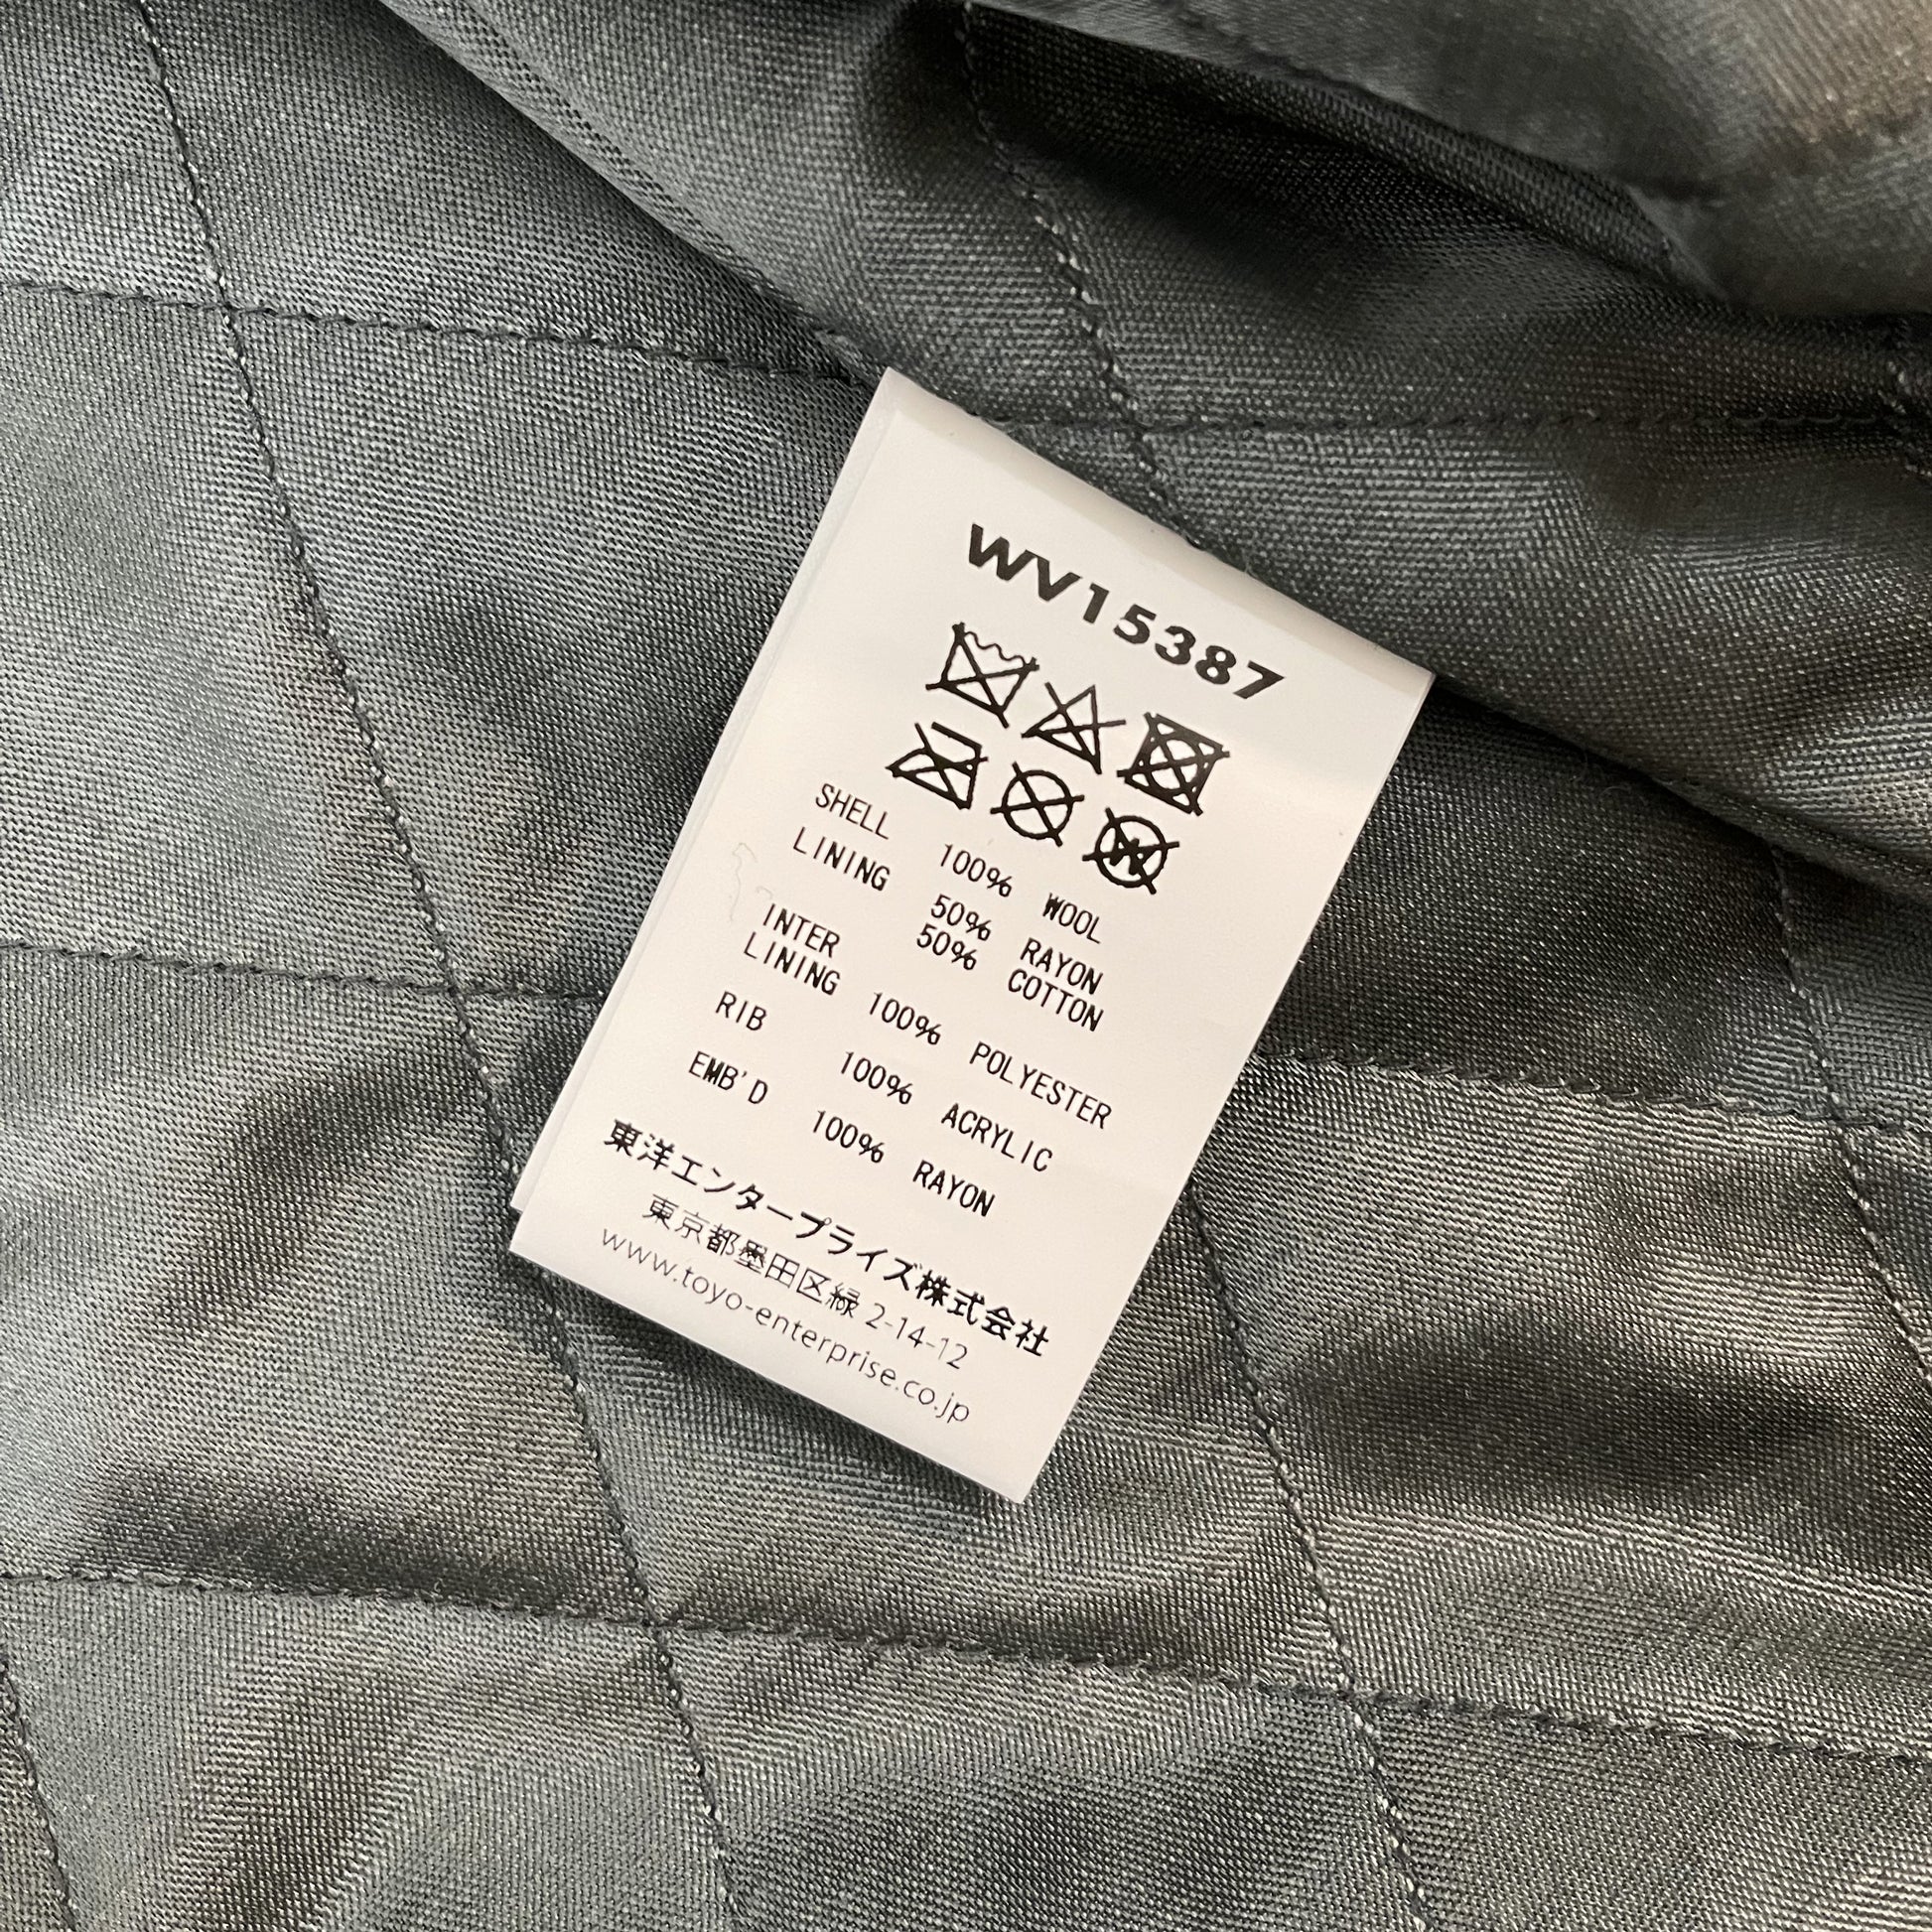 WV15387
SHELL 100% WOOL
LINING 50% RAYON
50% COTTON
INTER
LINING 100% POLYESTER
RIB 100% ACRYLIC
EMB'D 100% RAYON
東洋エンタープライズ株式会社
東京都墨田区緑 2-14-12
www.toyo-enterprise.co.jp